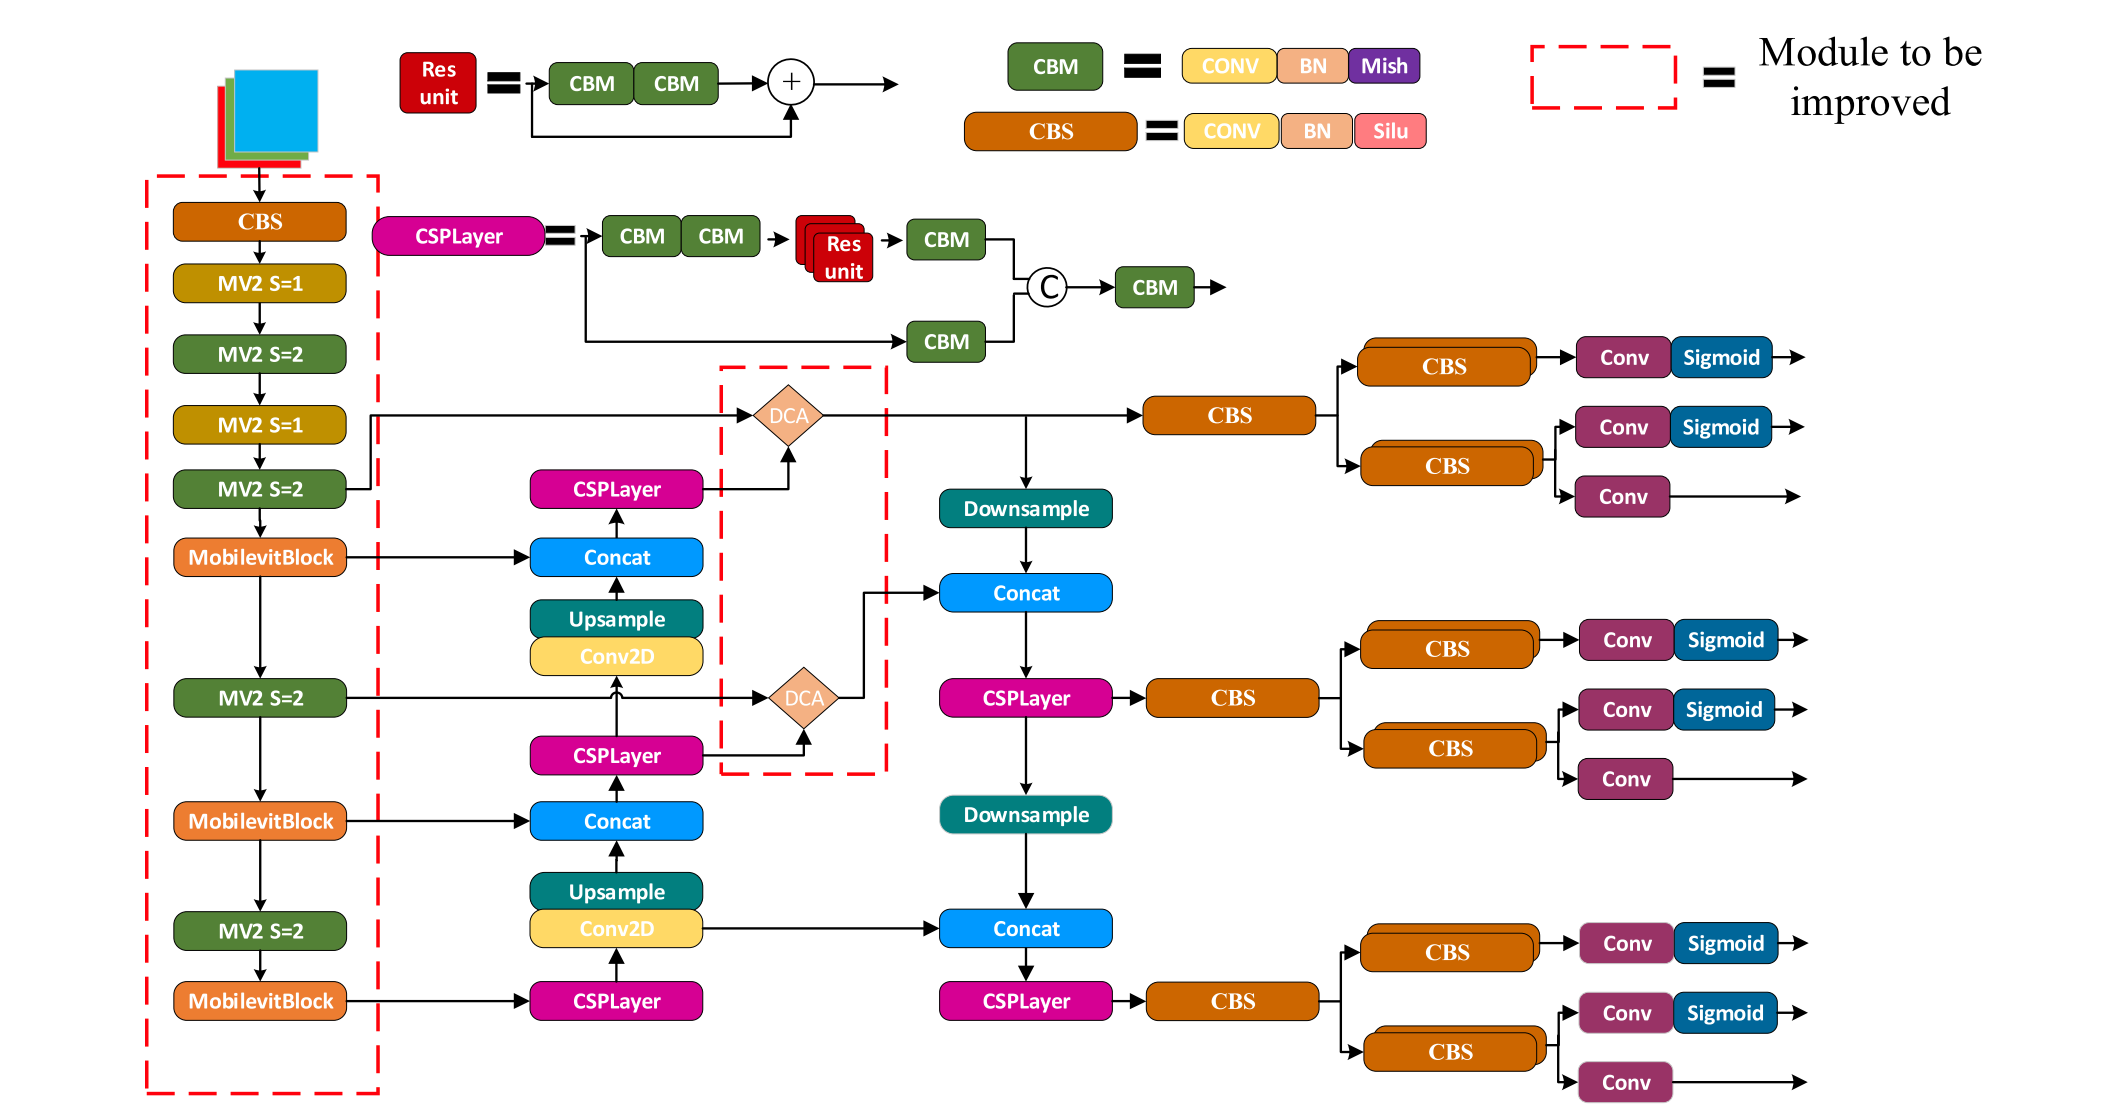 Res
unit
CBM
CBM
+
CBM
CONV
BN
Mish
Module to be
improved
CBS
CONV
BN
Silu
CBS
CSPLayer
CBM
CBM
Res
unit
CBM
C
CBM
CBM
MV2 S=1
MV2 S=2
MV2 S=1
MV2 S=2
MobilevitBlock
MV2 S=2
MobilevitBlock
MV2 S=2
MobilevitBlock
CSPLayer
Concat
Upsample
Conv2D
CSPLayer
Concat
Upsample
Conv2D
CSPLayer
DCA
DCA
Downsample
Concat
CSPLayer
Downsample
Concat
CSPLayer
CBS
CBS
Conv
Sigmoid
CBS
Conv
Sigmoid
Conv
CBS
CBS
Conv
Sigmoid
CBS
Conv
Sigmoid
Conv
CBS
CBS
Conv
Sigmoid
CBS
Conv
Sigmoid
Conv